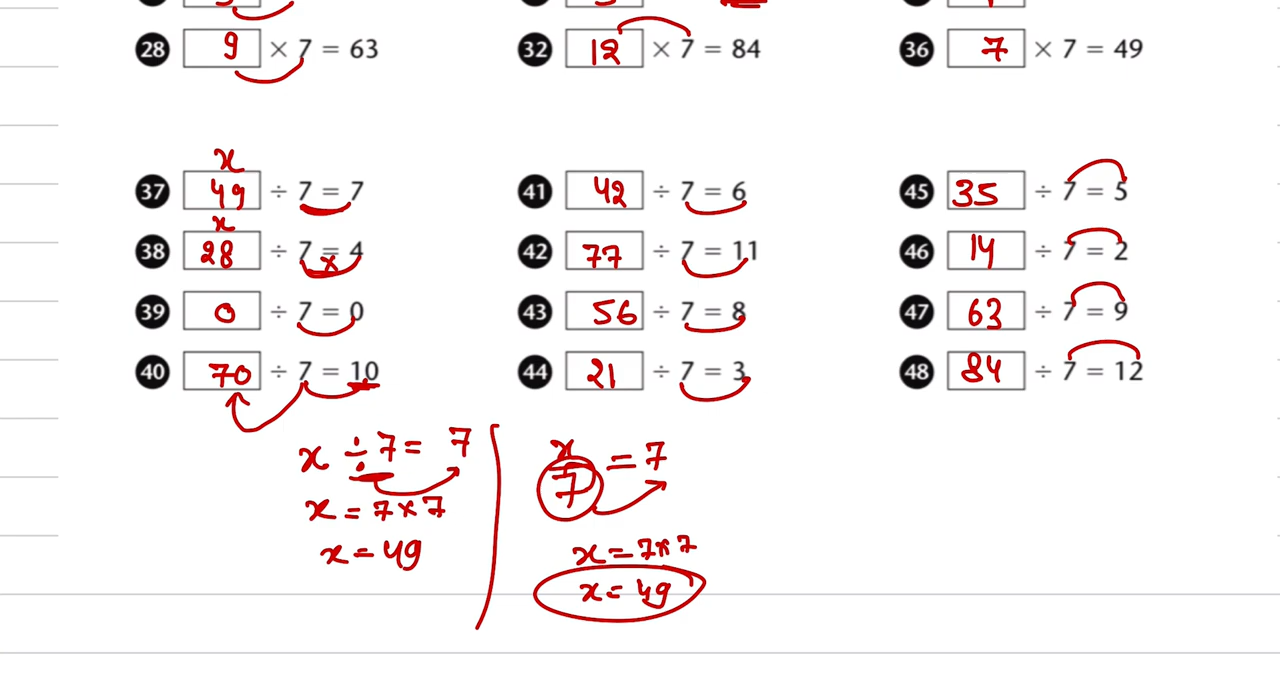 28 9 × 7 = 63
32 12 × 7 = 84
36 7 × 7 = 49
x
37 49 ÷ 7 = 7
41 42 ÷ 7 = 6
45 35 ÷ 7 = 5
x
38 28 ÷ 7 = 4
×
42 77 ÷ 7 = 11
46 14 ÷ 7 = 2
39 0 ÷ 7 = 0
43 56 ÷ 7 = 8
47 63 ÷ 7 = 9
40 70 ÷ 7 = 10
44 21 ÷ 7 = 3
48 84 ÷ 7 = 12
x ÷ 7 = 7
x = 7 × 7
x = 49
x/7 = 7
x = 7 × 7
x = 49